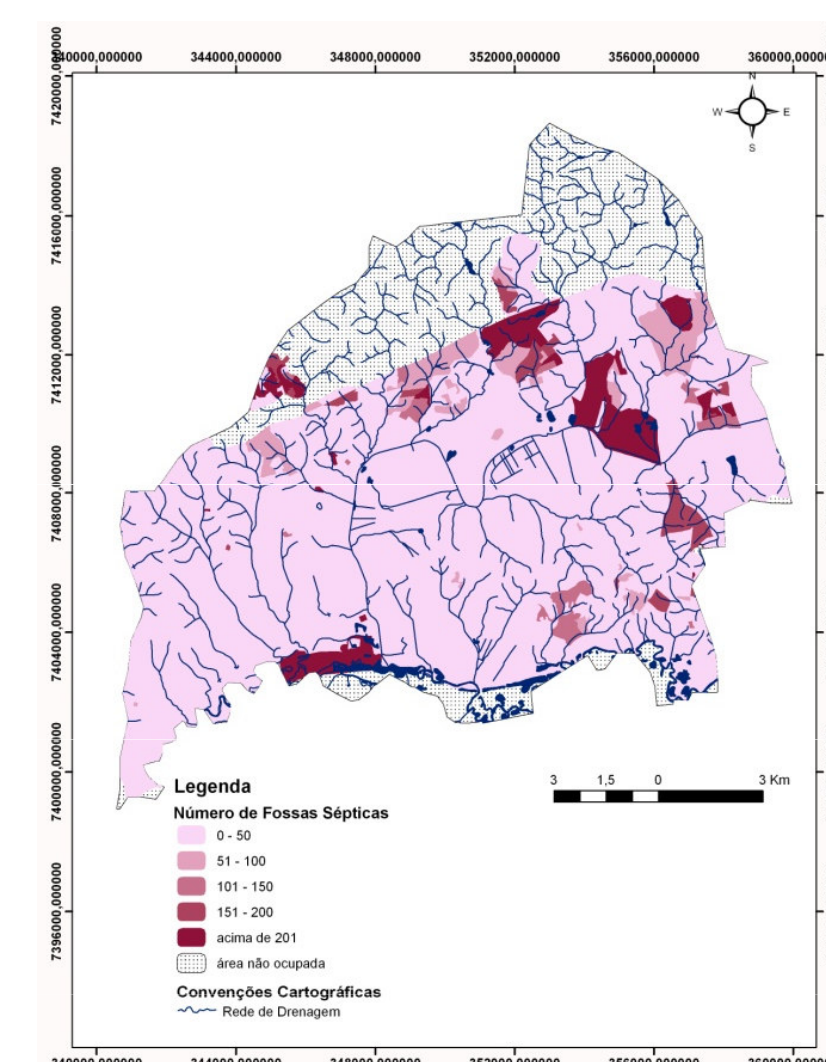 340000,000000 344000,000000 348000,000000 352000,000000 356000,000000
7420000,000000
N
W E
S
7416000,000000
7412000,000000
7408000,000000
7404000,000000
7400000,000000
7396000,000000
Legenda
Número de Fossas Sépticas
0 - 50
51 - 100
101 - 150
151 - 200
acima de 201
área não ocupada
Convenções Cartográficas
Rede de Drenagem
3 1,5 0 3 Km